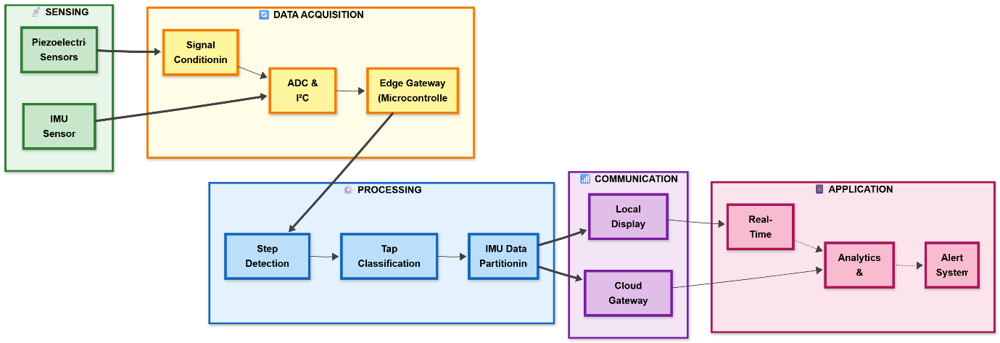 SENSING
Piezoelectri
Sensors
IMU
Sensor
DATA ACQUISITION
Signal
Conditionin
ADC &
I²C
Edge Gateway
(Microcontrolle
PROCESSING
Step
Detection
Tap
Classification
IMU Data
Partitionin
COMMUNICATION
Local
Display
Cloud
Gateway
APPLICATION
Real-
Time
Analytics
&
Alert
System